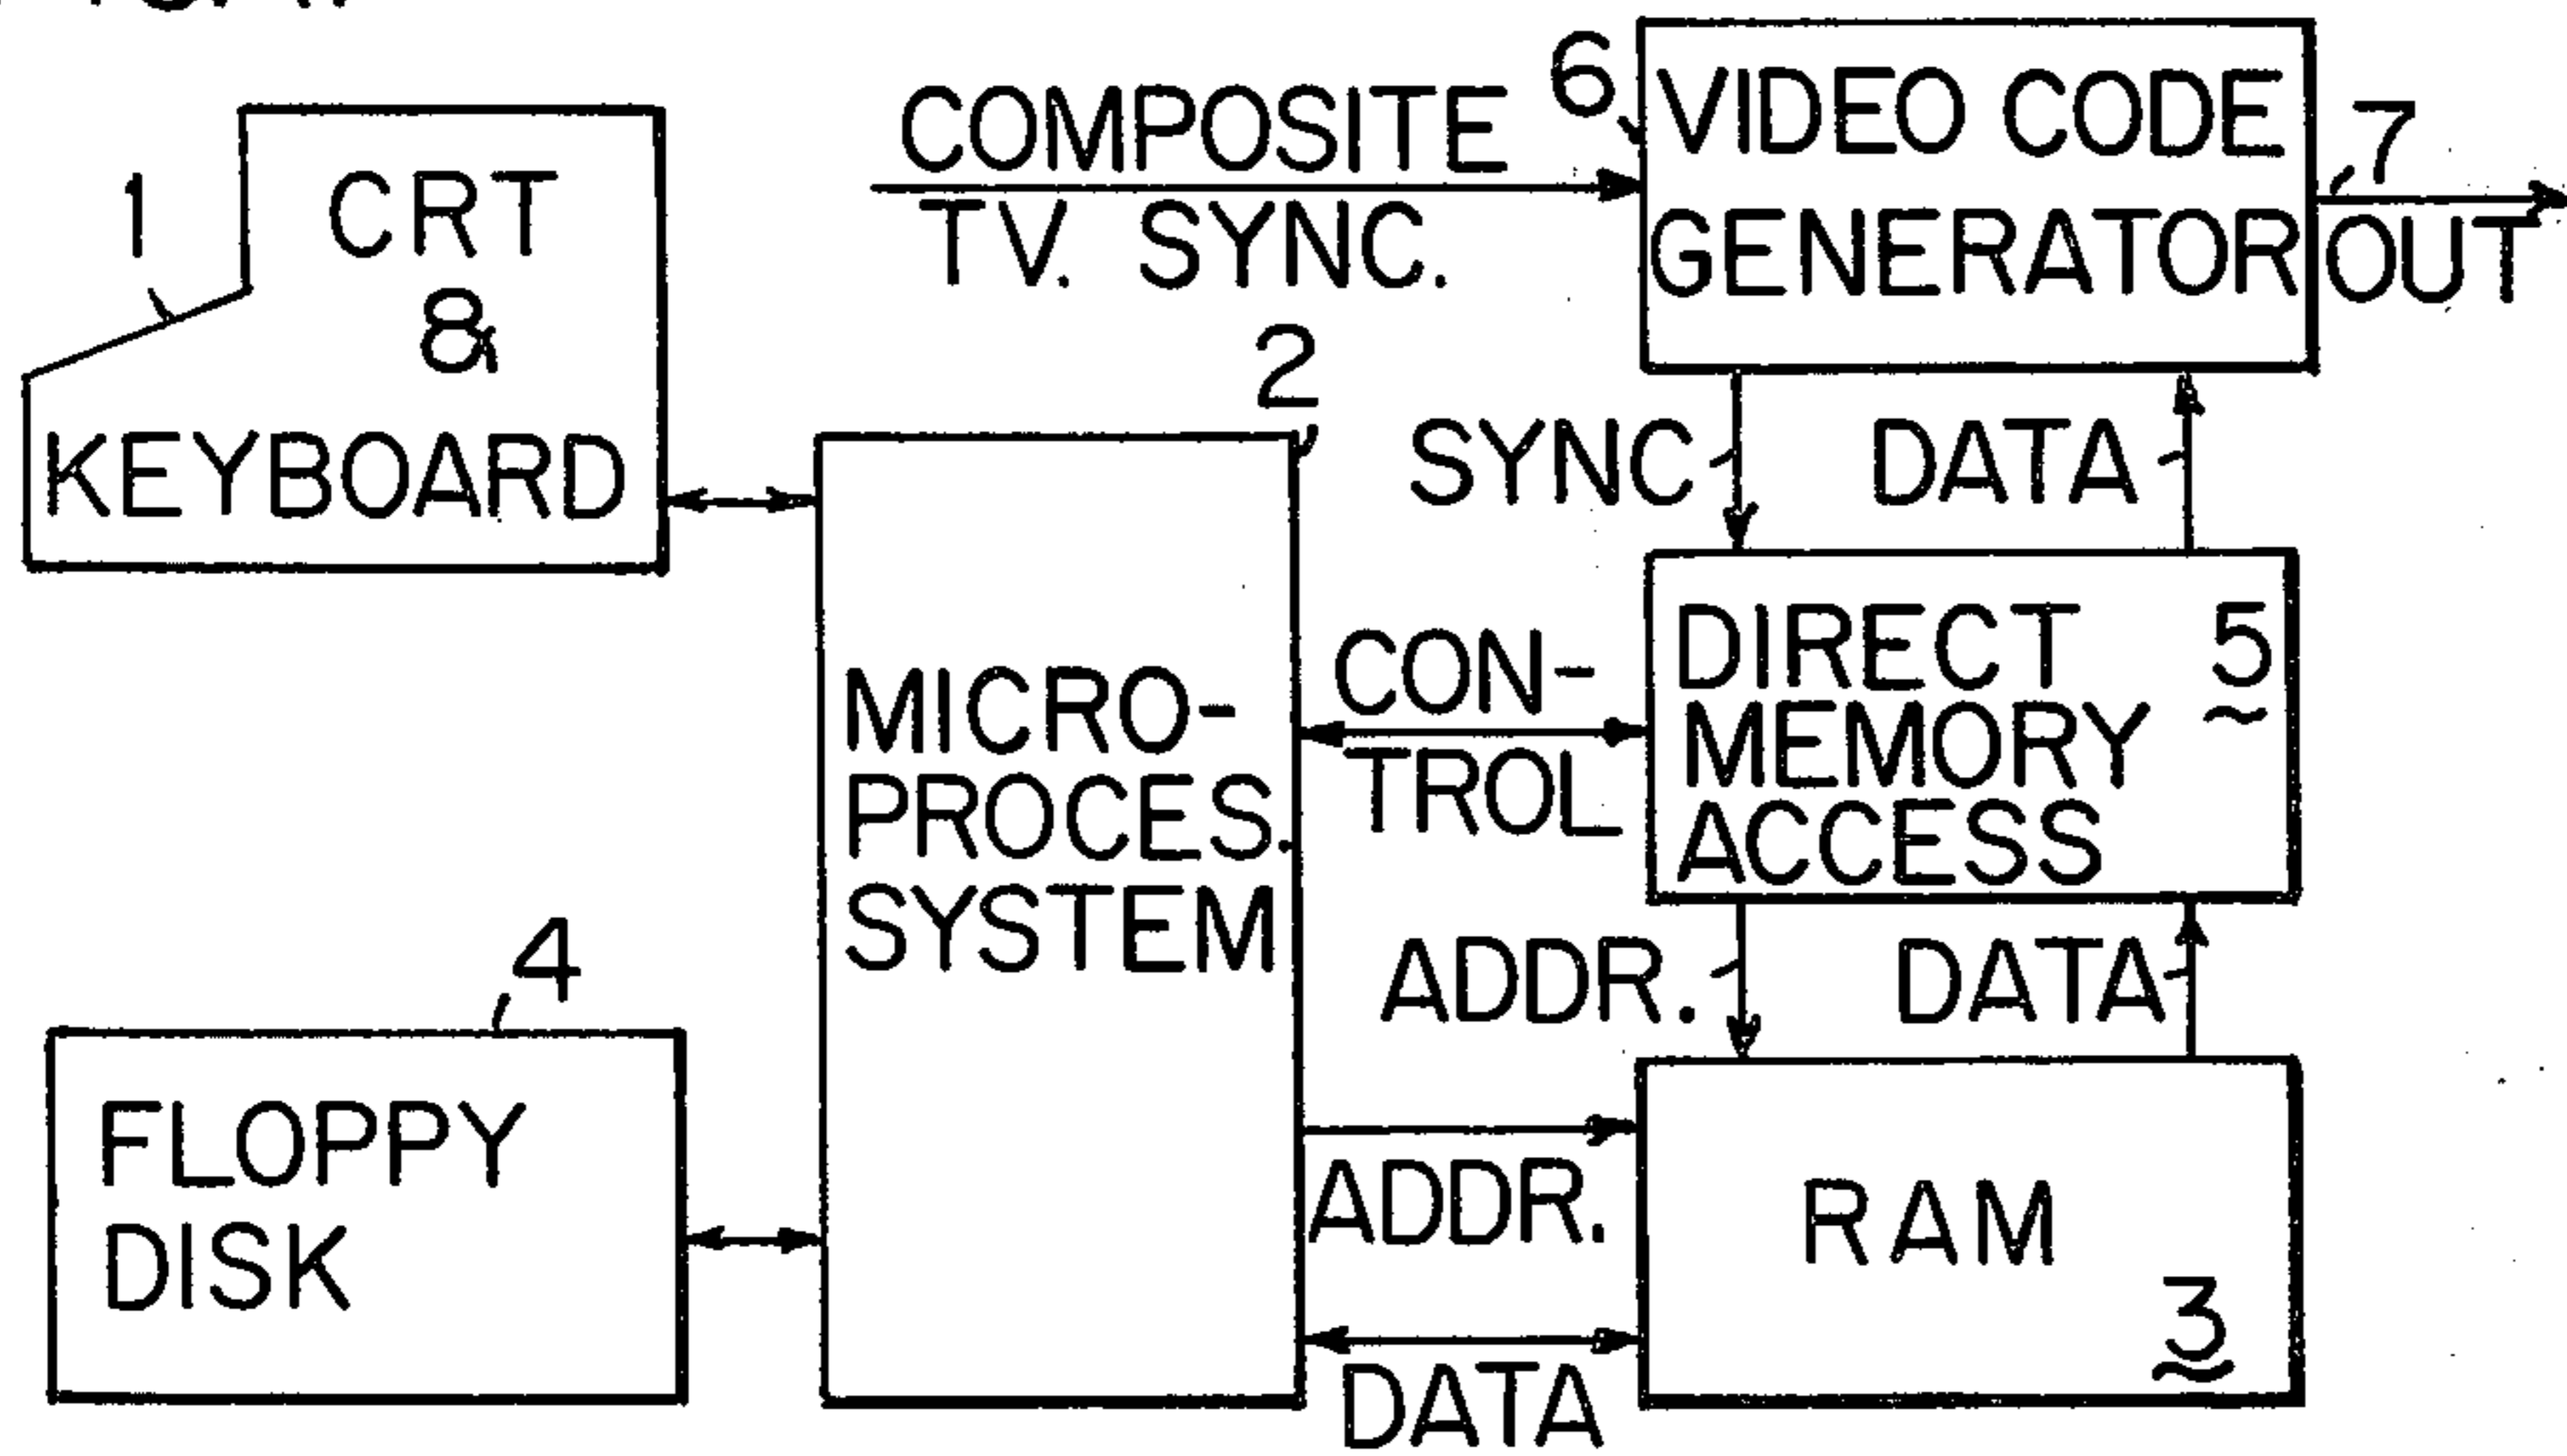 1
CRT
&
KEYBOARD
COMPOSITE
TV. SYNC.
6
VIDEO CODE
GENERATOR
7
OUT
2
SYNC
DATA
MICRO-
PROCES.
SYSTEM
CON-
TROL
DIRECT
MEMORY
ACCESS
5
ADDR.
DATA
4
FLOPPY
DISK
ADDR.
DATA
RAM
3